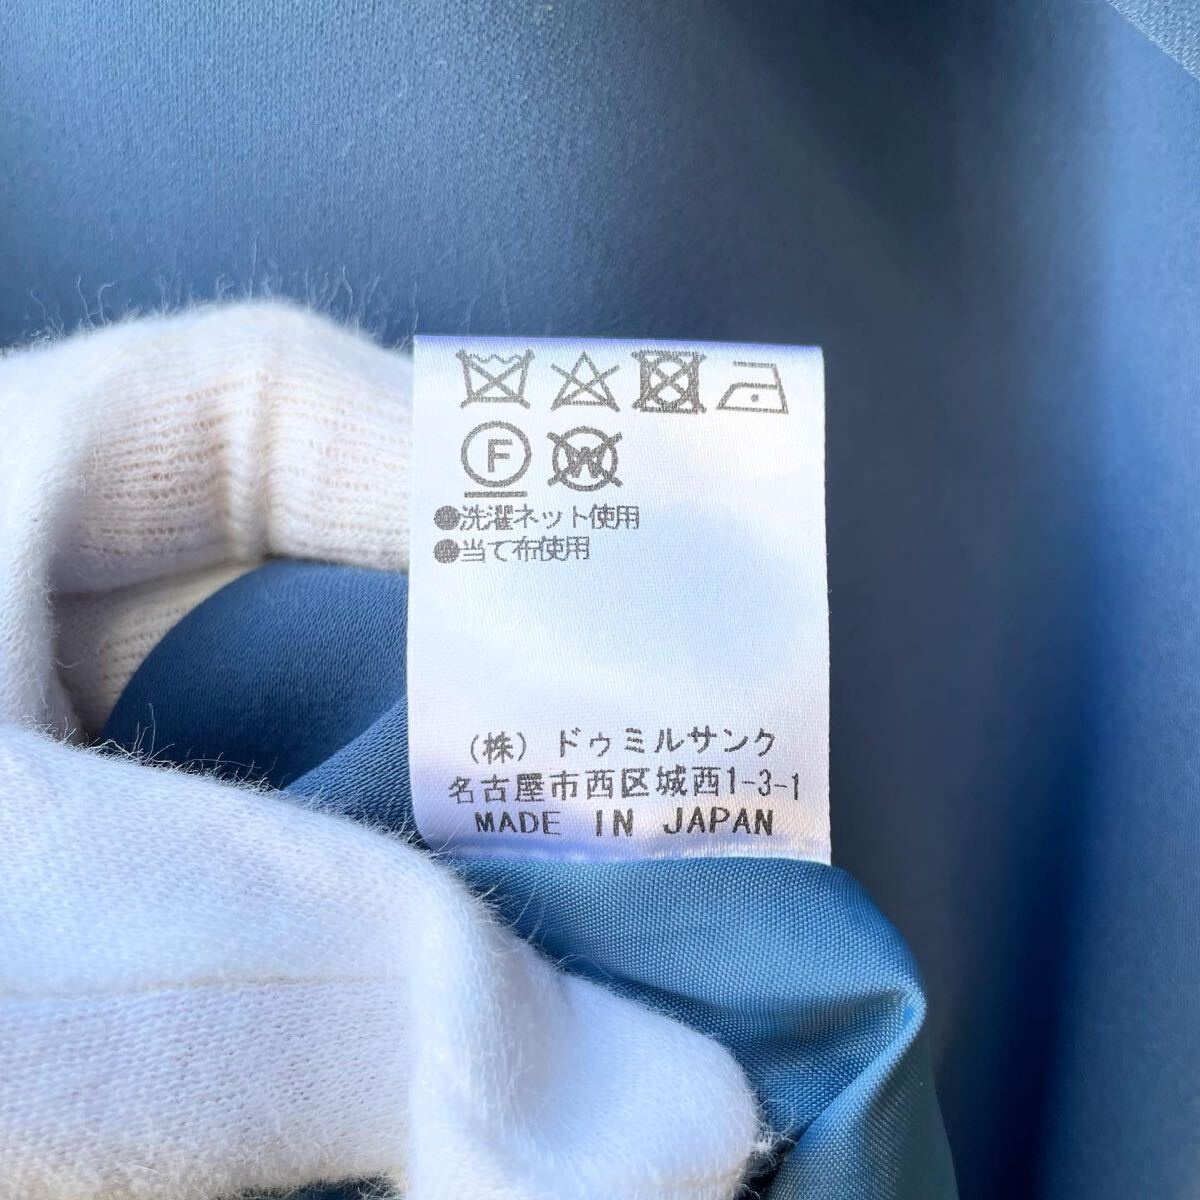 F W
●洗濯ネット使用
●当て布使用
(株) ドゥミルサンク
名古屋市西区城西1-3-1
MADE IN JAPAN